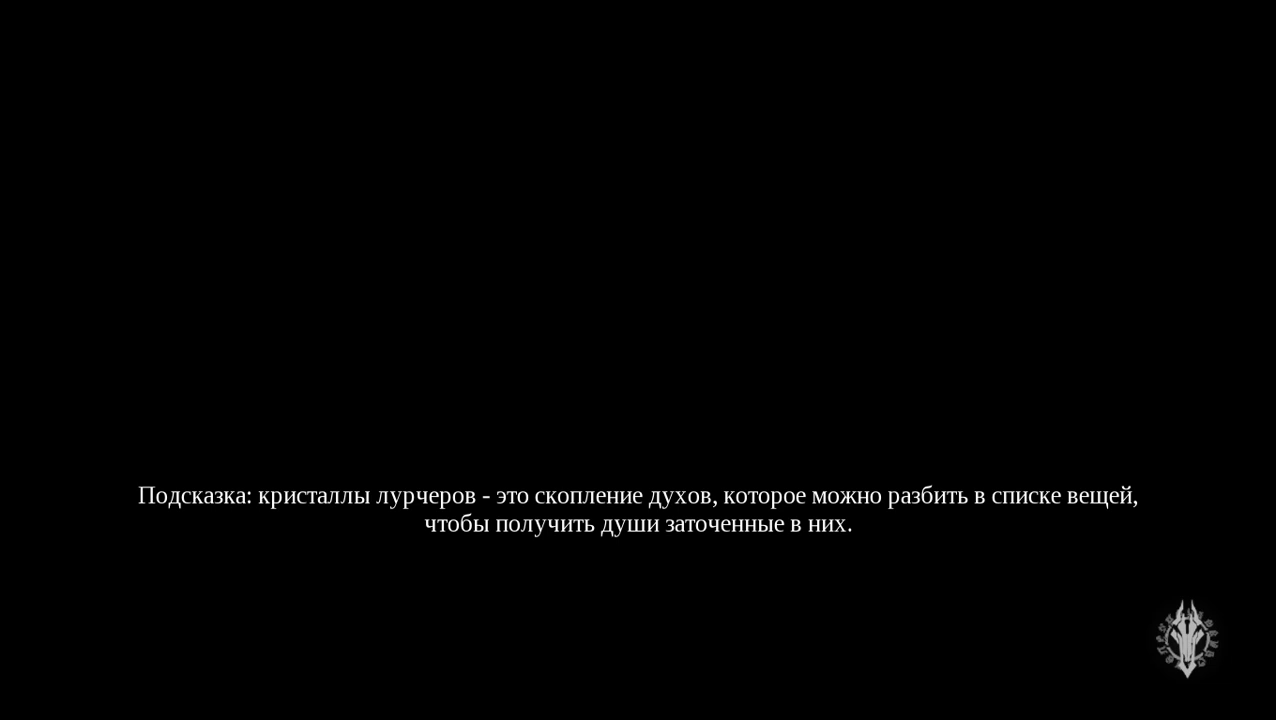 Подсказка: кристаллы лурчеров - это скопление духов, которое можно разбить в списке вещей,
чтобы получить души заточенные в них.